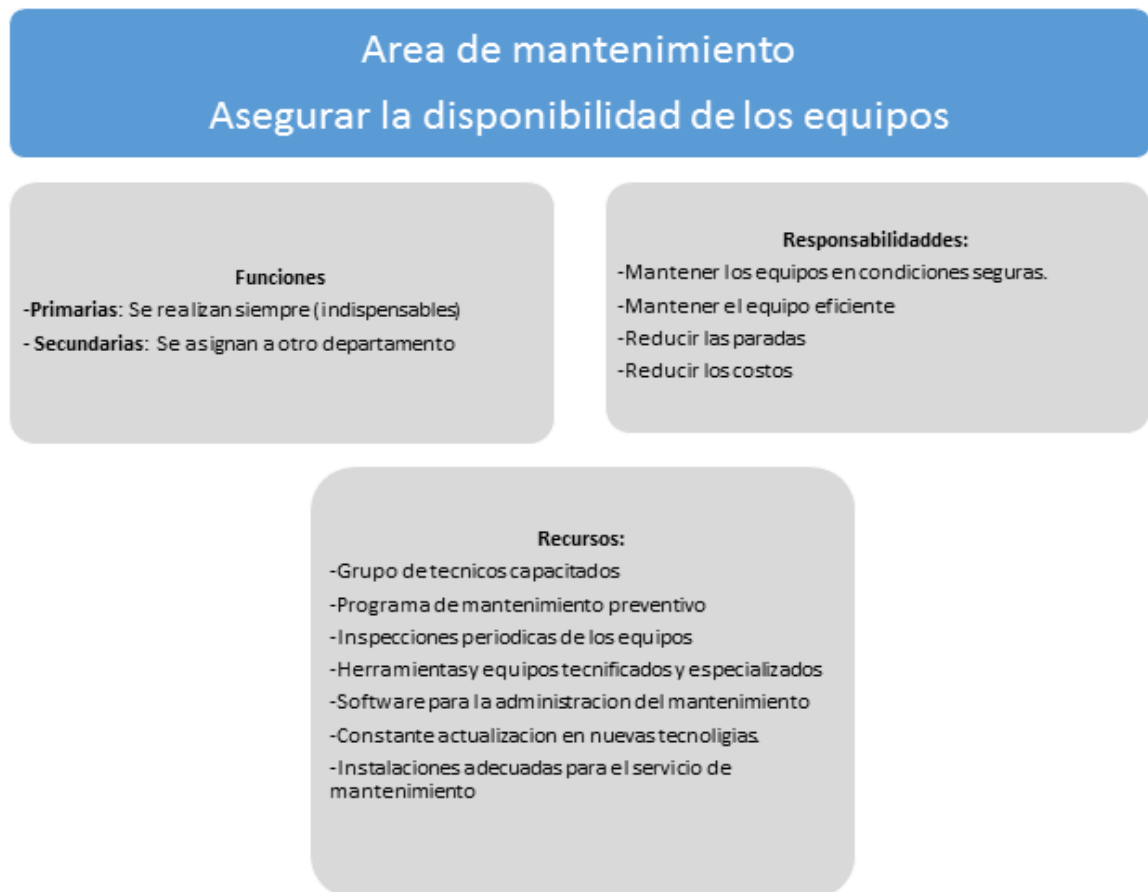 Area de mantenimiento
Asegurar la disponibilidad de los equipos
Funciones
-Primarias: Se realizan siempre (indispensables)
- Secundarias: Se asignan a otro departamento
Responsabilidaddes:
-Mantener los equipos en condiciones seguras.
-Mantener el equipo eficiente
-Reducir las paradas
-Reducir los costos
Recursos:
-Grupo de tecnicos capacitados
-Programa de mantenimiento preventivo
-Inspecciones periodicas de los equipos
-Herramientas y equipos tecnificados y especializados
-Software para la administracion del mantenimiento
-Constante actualizacion en nuevas tecnoligias.
-Instalaciones adecuadas para el servicio de
mantenimiento